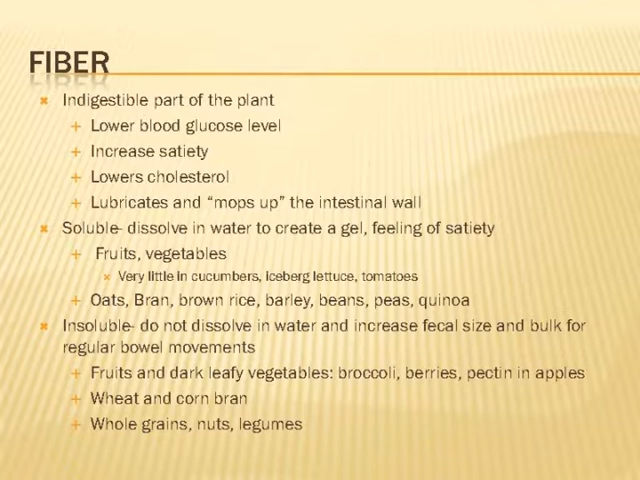 FIBER
Indigestible part of the plant
Lower blood glucose level
Increase satiety
Lowers cholesterol
Lubricates and “mops up” the intestinal wall
Soluble- dissolve in water to create a gel, feeling of satiety
Fruits, vegetables
Very little in cucumbers, iceberg lettuce, tomatoes
Oats, Bran, brown rice, barley, beans, peas, quinoa
Insoluble- do not dissolve in water and increase fecal size and bulk for
regular bowel movements
Fruits and dark leafy vegetables: broccoli, berries, pectin in apples
Wheat and corn bran
Whole grains, nuts, legumes